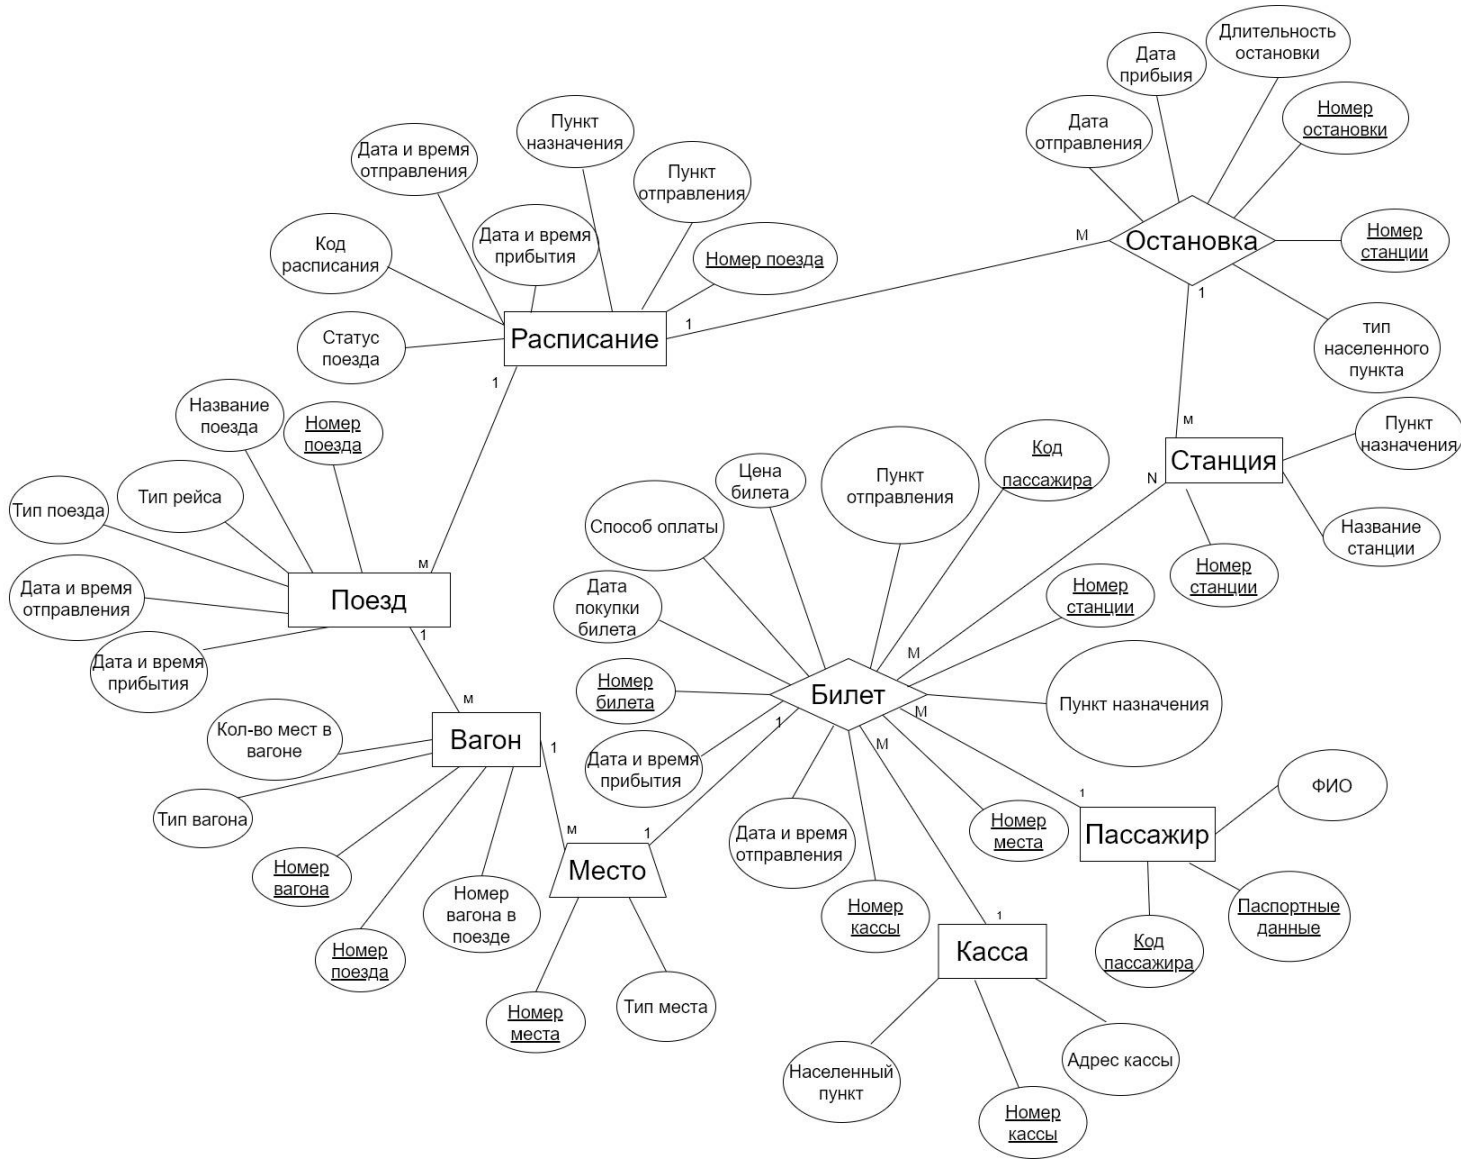 Длительность
остановки
Дата
прибыия
Номер
остановки
Дата
отправления
Пункт
назначения
Дата и время
отправления
Пункт
отправления
Код
расписания
Дата и время
прибытия
Номер поезда
М
Остановка
Номер
станции
1
1
Статус
поезда
Расписание
тип
населенного
пункта
1
Название
поезда
Номер
поезда
м
Пункт
назначения
Код
пассажира
Станция
N
Цена
билета
Пункт
отправления
Тип поезда
Тип рейса
Способ оплаты
Название
станции
м
Номер
станции
Дата и время
отправления
Поезд
Дата
покупки
билета
Номер
станции
1
Дата и время
прибытия
М
Номер
билета
Билет
м
1
М
Пункт назначения
Кол-во мест в
вагоне
Вагон
1
М
Дата и время
прибытия
ФИО
1
Тип вагона
м
1
Дата и время
отправления
Номер
места
Пассажир
Место
Номер
вагона
Номер
вагона в
поезде
Номер
кассы
1
Паспортные
данные
Номер
поезда
Касса
Код
пассажира
Номер
места
Тип места
Населенный
пункт
Адрес кассы
Номер
кассы